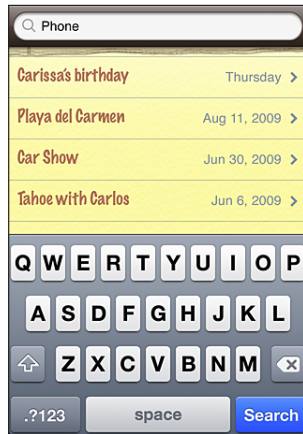 Phone
Carissa's birthday Thursday
Playa del Carmen Aug 11, 2009
Car Show Jun 30, 2009
Tahoe with Carlos Jun 6, 2009
Q W E R T Y U I O P
A S D F G H J K L
Z X C V B N M
.?123 space Search